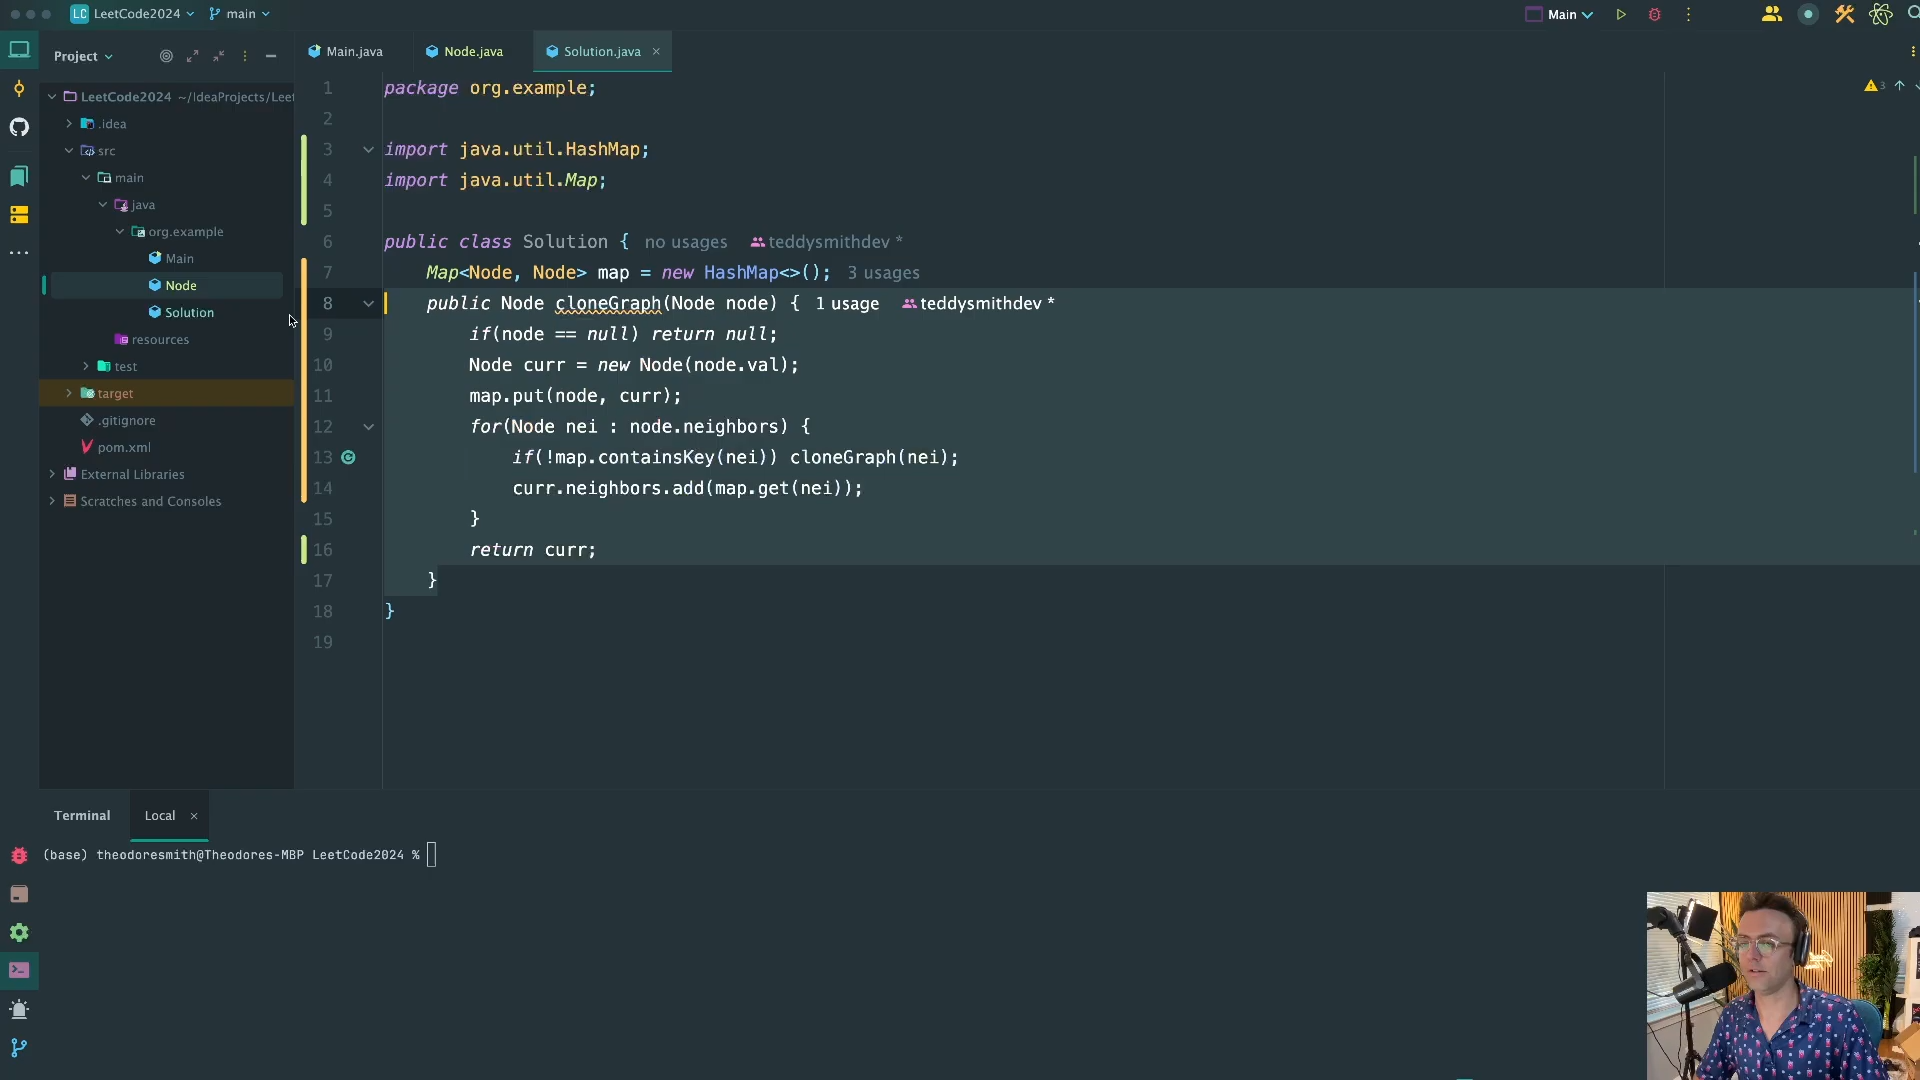 LC LeetCode2024 main
Main
Project
Main.java Node.java Solution.java ×
LeetCode2024 ~/IdeaProjects/Leet
.idea
src
main
java
org.example
Main
Node
Solution
resources
test
target
.gitignore
pom.xml
External Libraries
Scratches and Consoles
1 package org.example;
2
3 import java.util.HashMap;
4 import java.util.Map;
5
6 public class Solution { no usages teddysmithdev *
7 Map<Node, Node> map = new HashMap<>(); 3 usages
8 public Node cloneGraph(Node node) { 1 usage teddysmithdev *
9 if(node == null) return null;
10 Node curr = new Node(node.val);
11 map.put(node, curr);
12 for(Node nei : node.neighbors) {
13 if(!map.containsKey(nei)) cloneGraph(nei);
14 curr.neighbors.add(map.get(nei));
15 }
16 return curr;
17 }
18 }
19
3
Terminal Local ×
(base) theodoresmith@Theodores-MBP LeetCode2024 %